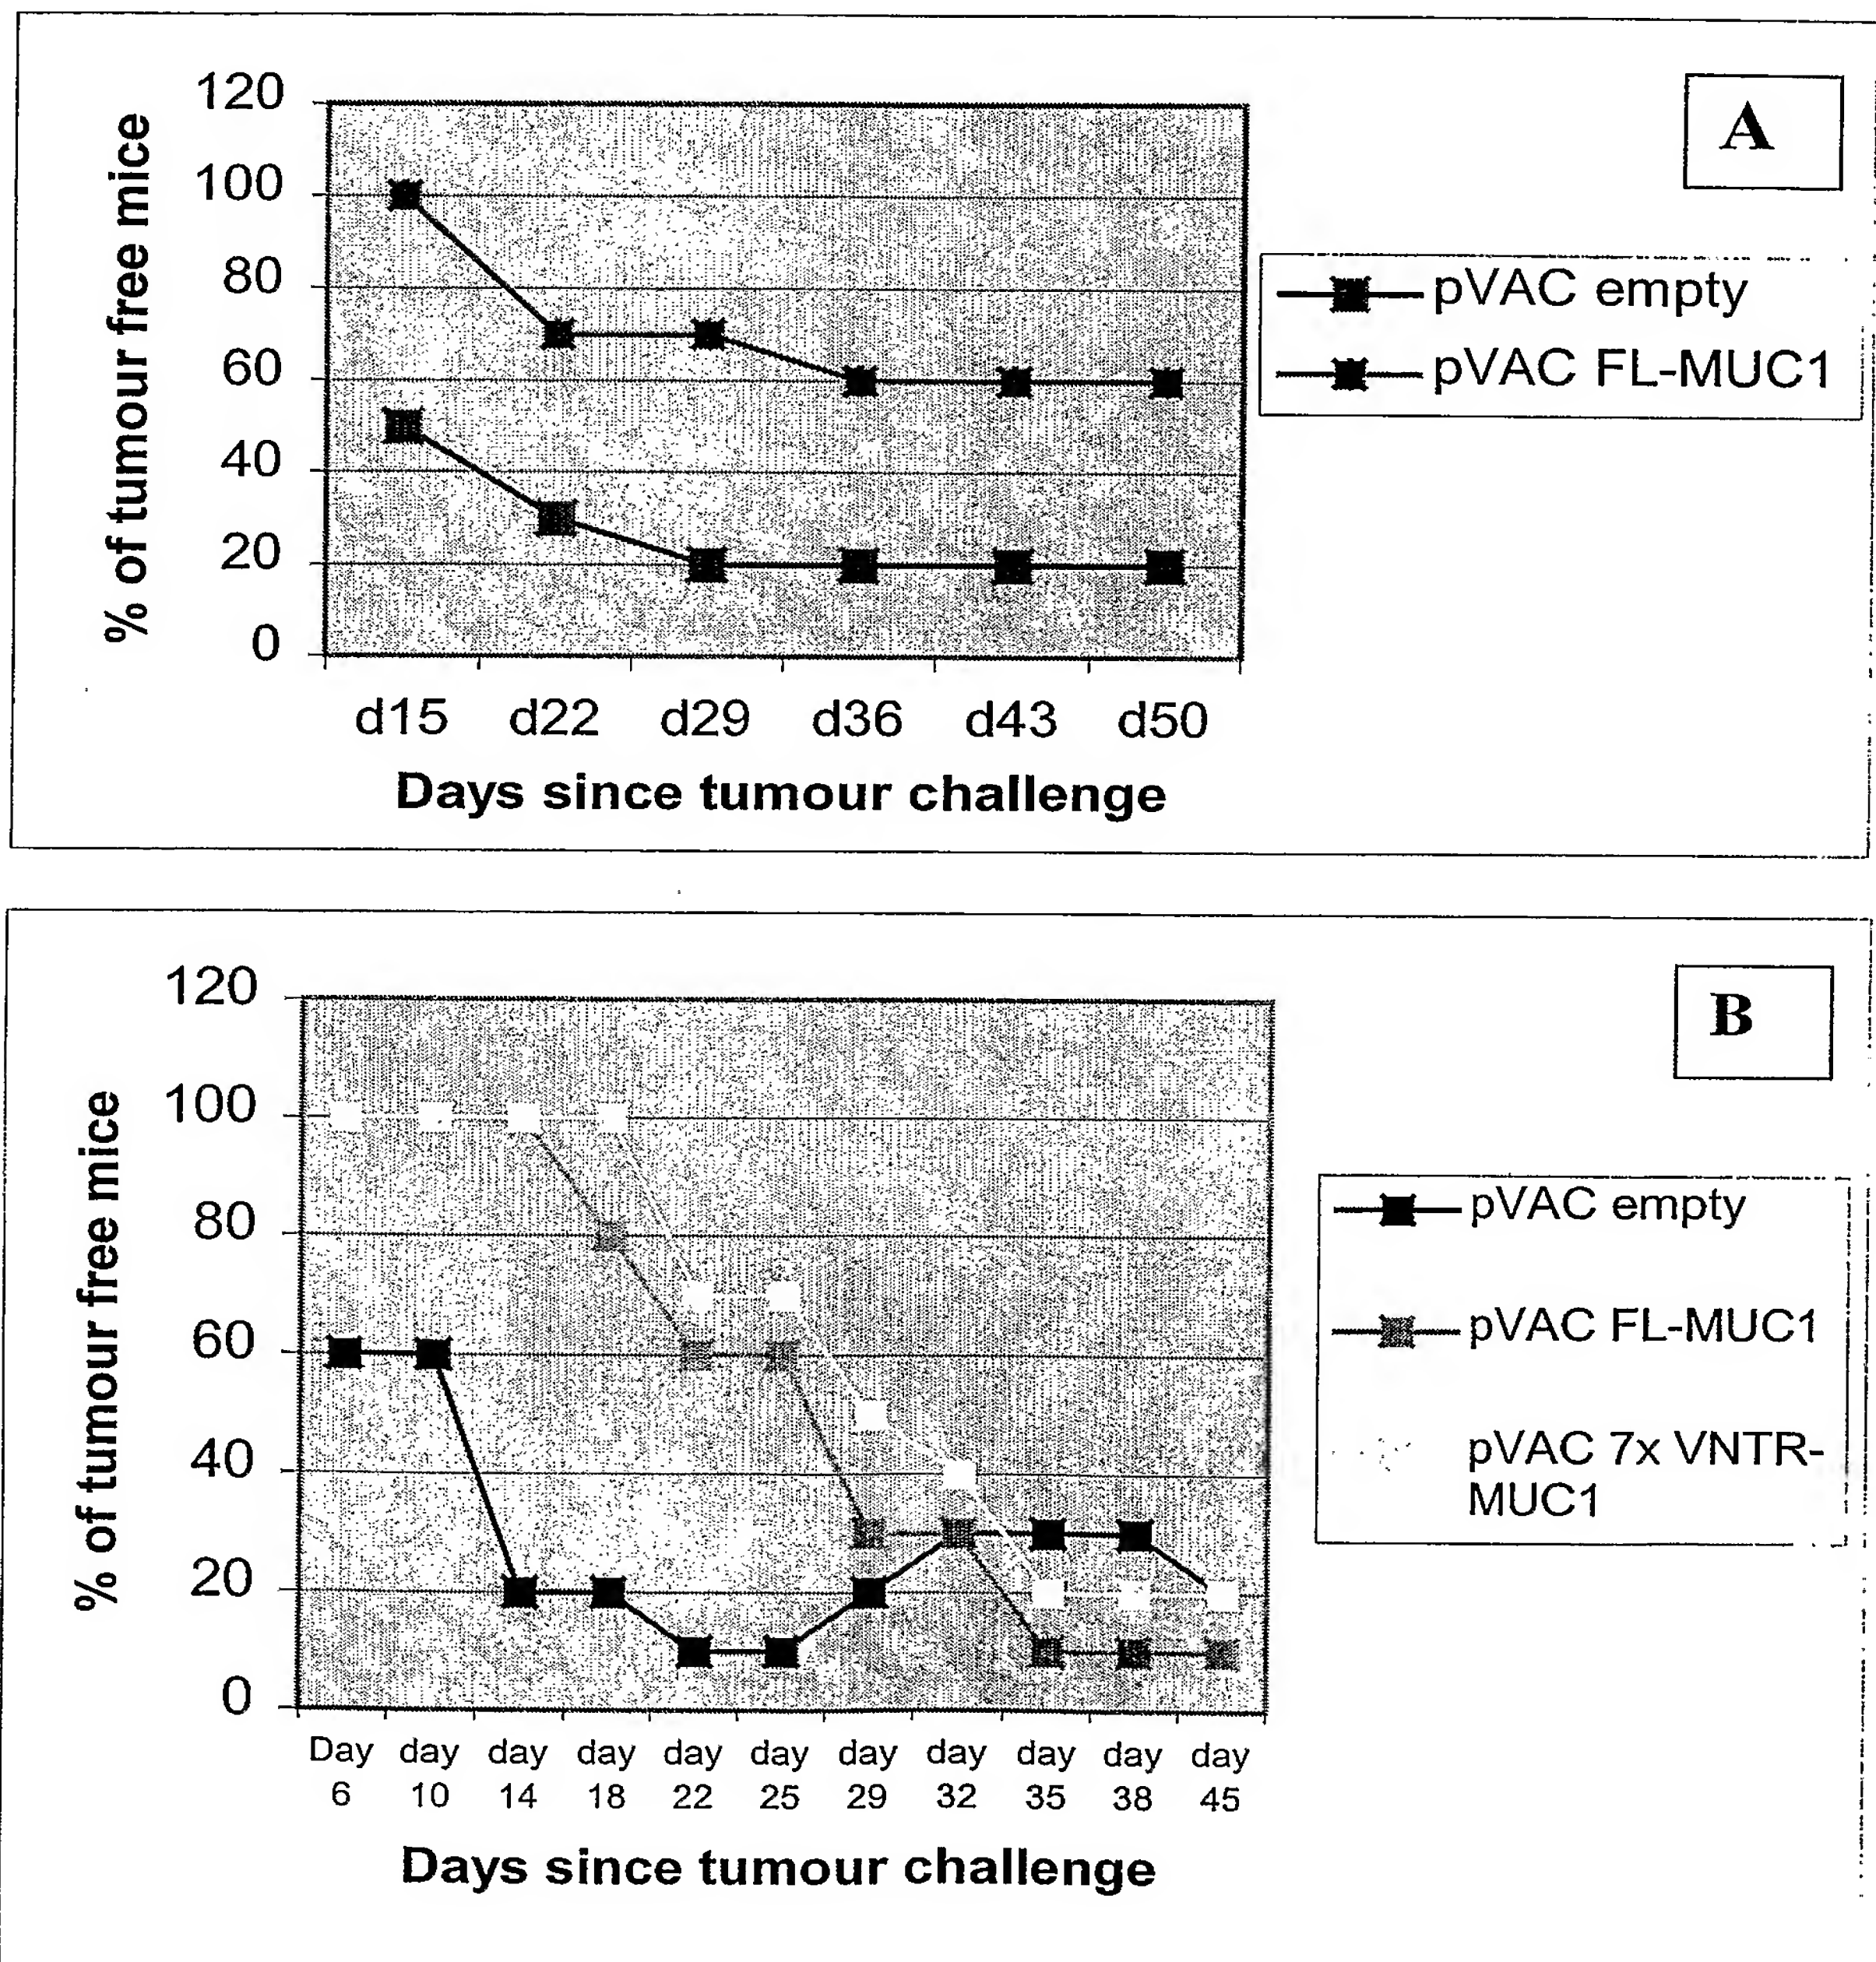 A
% of tumour free mice
120
100
80
60
40
20
0
d15 d22 d29 d36 d43 d50
Days since tumour challenge
pVAC empty
pVAC FL-MUC1
B
% of tumour free mice
120
100
80
60
40
20
0
Day day day day day day day day day day day
6 10 14 18 22 25 29 32 35 38 45
Days since tumour challenge
pVAC empty
pVAC FL-MUC1
pVAC 7x VNTR-
MUC1